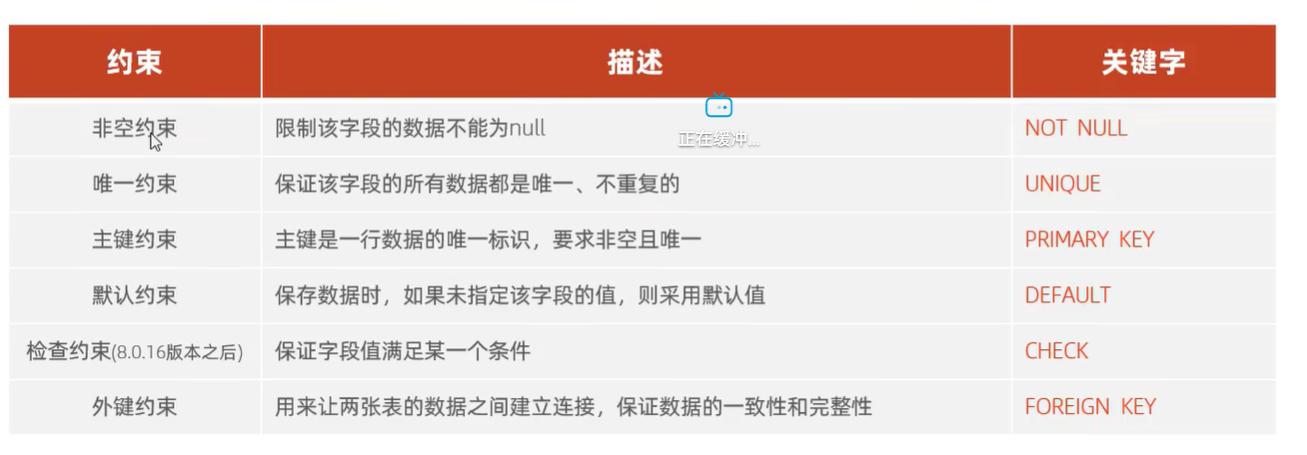 约束 描述 关键字
非空约束 限制该字段的数据不能为null NOT NULL
正在缓冲...
唯一约束 保证该字段的所有数据都是唯一、不重复的 UNIQUE
主键约束 主键是一行数据的唯一标识，要求非空且唯一 PRIMARY KEY
默认约束 保存数据时，如果未指定该字段的值，则采用默认值 DEFAULT
检查约束(8.0.16版本之后) 保证字段值满足某一个条件 CHECK
外键约束 用来让两张表的数据之间建立连接，保证数据的一致性和完整性 FOREIGN KEY